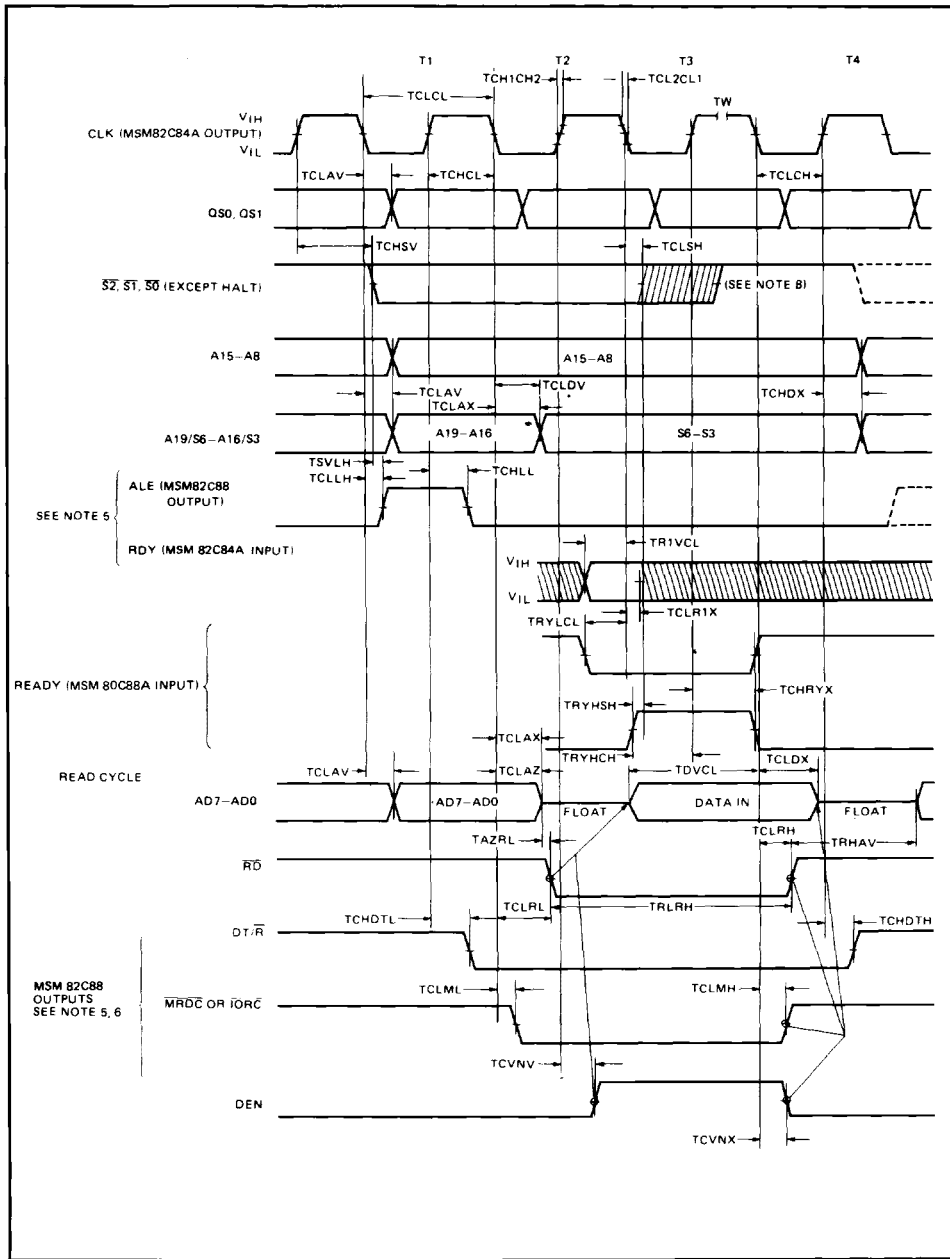 T1 T2 T3 T4
TCH1CH2 TCL2CL1
TCLCL
TW
VIH
CLK (MSM82C84A OUTPUT)
VIL
TCLAV TCHCL TCLCH
QS0, QS1
TCHSV TCLSH
S2, S1, S0 (EXCEPT HALT) (SEE NOTE 8)
A15–A8 A15–A8
TCLDV
TCLAV TCHDX
TCLAX
A19/S6–A16/S3 A19–A16 S6–S3
TSVLH
TCLLH TCHLL
ALE (MSM82C88
OUTPUT)
SEE NOTE 5
RDY (MSM 82C84A INPUT) TR1VCL
VIH
VIL
TCLR1X
TRYLCL
READY (MSM 80C88A INPUT)
TCHRYX
TRYHSH
TCLAX
TRYHCH
READ CYCLE TCLAV TCLAZ TDVCL TCLDX
AD7–AD0 AD7–AD0 FLOAT DATA IN FLOAT
TCLRH
TAZRL TRHAV
RD
TCHDTL TCLRL TRLRH TCHDTH
DT/R
MSM 82C88
OUTPUTS
SEE NOTE 5, 6
TCLML TCLMH
MRDC OR IORC
TCVNV
DEN
TCVNX